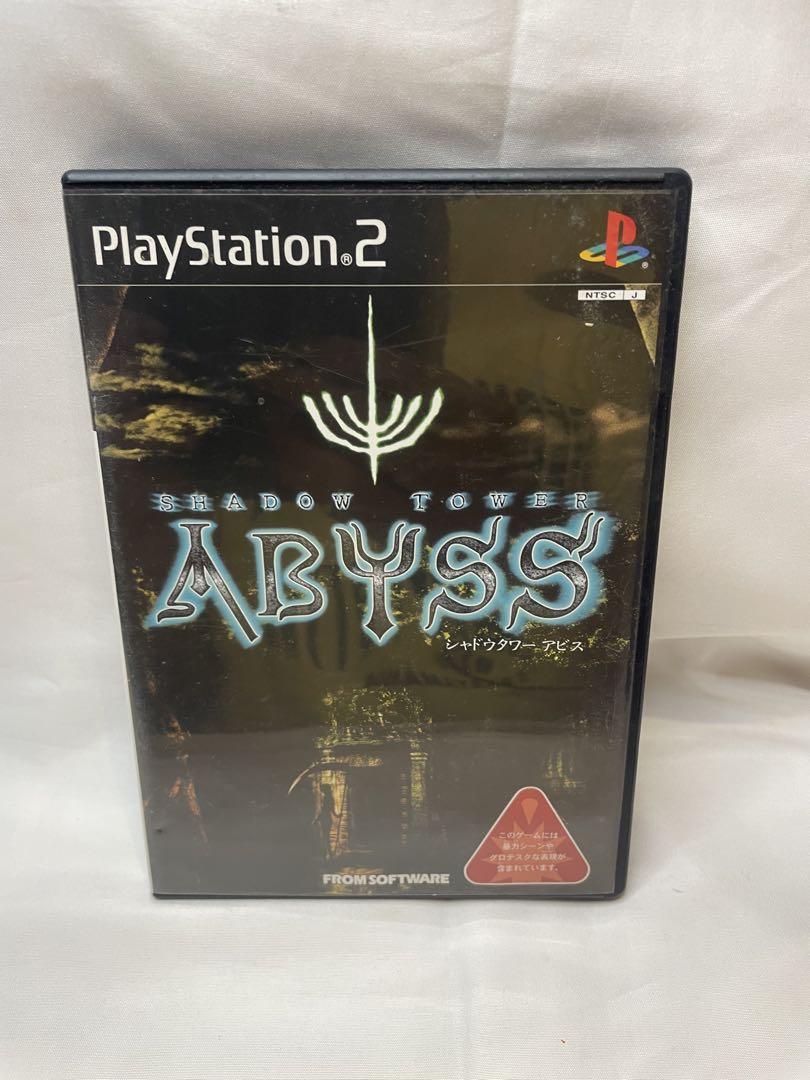 PlayStation®2
®
NTSC J
SHADOW TOWER
ABYSS
シャドウタワー アビス
このゲームには
暴力シーンや
グロテスクな表現が
含まれています。
FROMSOFTWARE